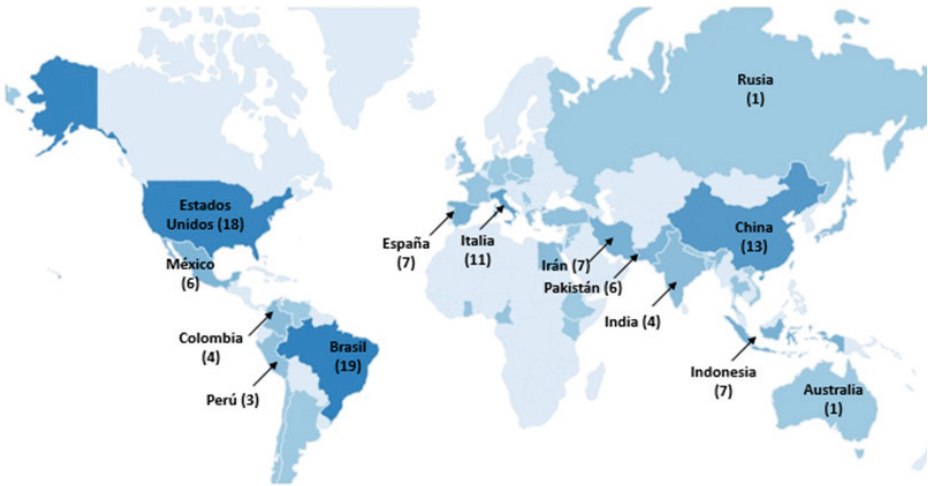 Rusia
(1)
Estados
Unidos (18)
China
(13)
España
(7)
Italia
(11)
México
(6)
Irán (7)
Pakistán (6)
India (4)
Colombia
(4)
Brasil
(19)
Indonesia
(7)
Perú (3)
Australia
(1)